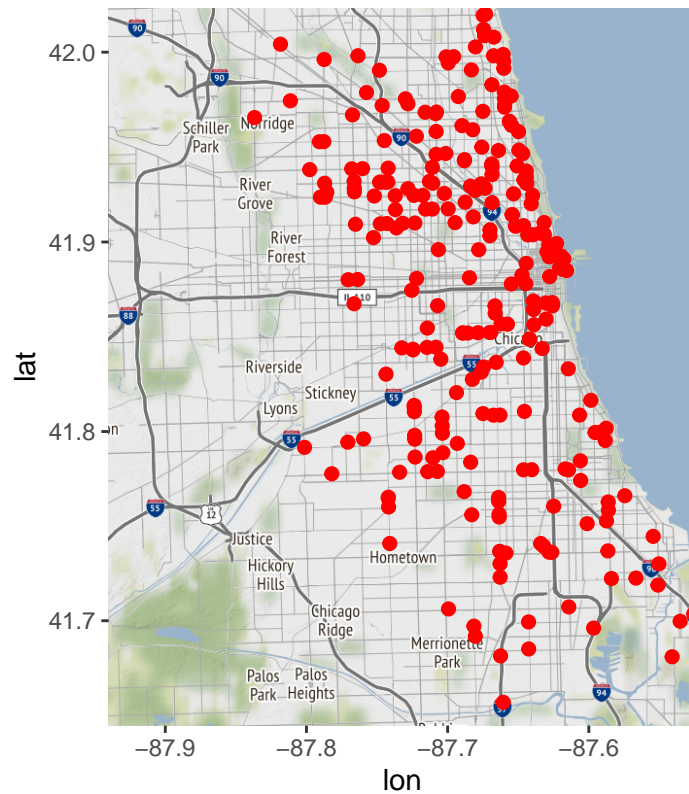 42.0
41.9
41.8
41.7
lat
−87.9
−87.8
−87.7
−87.6
lon
90
90
Schiller
Park
Norridge
90
River
Grove
94
River
Forest
88
Chicago
Riverside
55
Stickney
55
Lyons
55
55
12
Justice
Hickory
Hills
Hometown
Chicago
Ridge
Merrionette
Park
Palos
Park
Palos
Heights
94
57